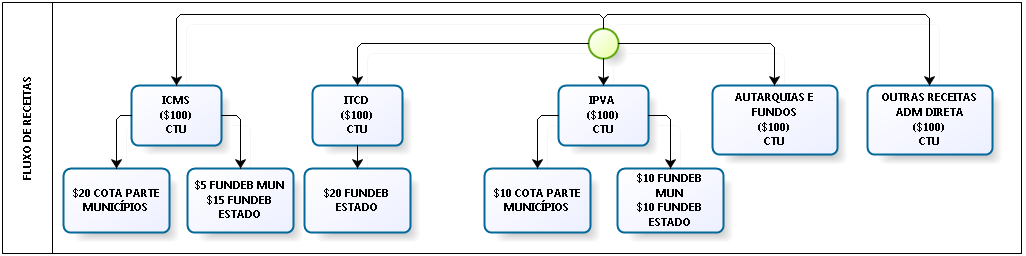 FLUXO DE RECEITAS
ICMS
($100)
CTU
ITCD
($100)
CTU
IPVA
($100)
CTU
AUTARQUIAS E
FUNDOS
($100)
CTU
OUTRAS RECEITAS
ADM DIRETA
($100)
CTU
$20 COTA PARTE
MUNICÍPIOS
$5 FUNDEB MUN
$15 FUNDEB
ESTADO
$20 FUNDEB
ESTADO
$10 COTA PARTE
MUNICÍPIOS
$10 FUNDEB
MUN
$10 FUNDEB
ESTADO